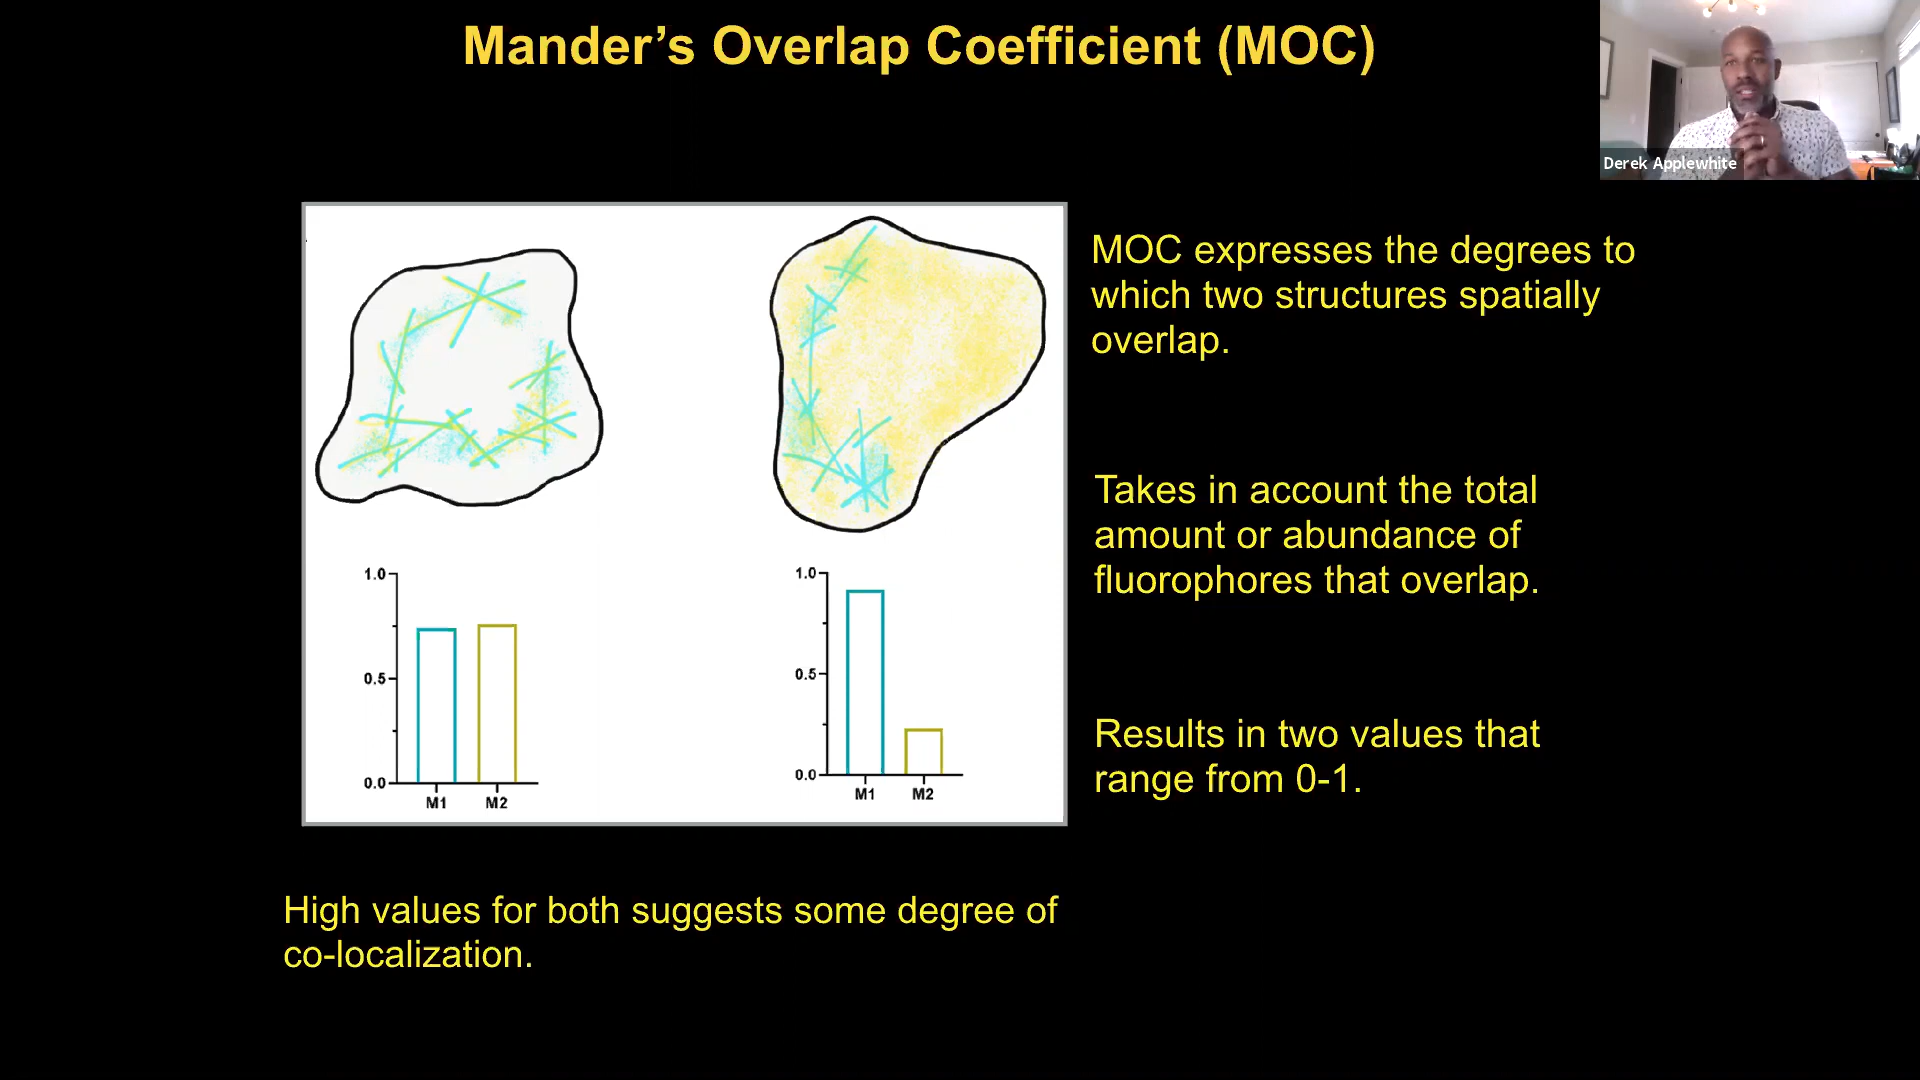 Mander’s Overlap Coefficient (MOC)
Derek Applewhite
MOC expresses the degrees to
which two structures spatially
overlap.
Takes in account the total
amount or abundance of
fluorophores that overlap.
Results in two values that
range from 0-1.
1.0
0.5
0.0
M1 M2
1.0
0.5
0.0
M1 M2
High values for both suggests some degree of
co-localization.